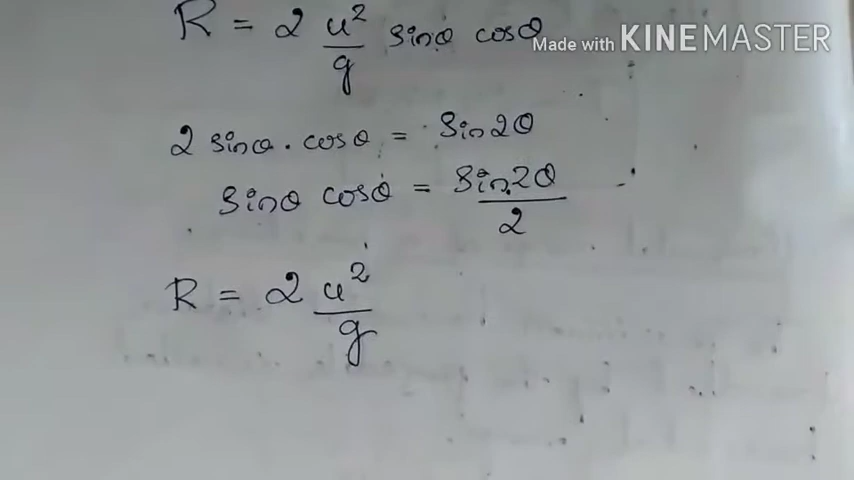 R = 2 u²/g sinθ cosθ
Made with KINEMASTER
2 sinθ . cosθ = sin2θ
sinθ cosθ = sin2θ/2
R = 2 u²/g